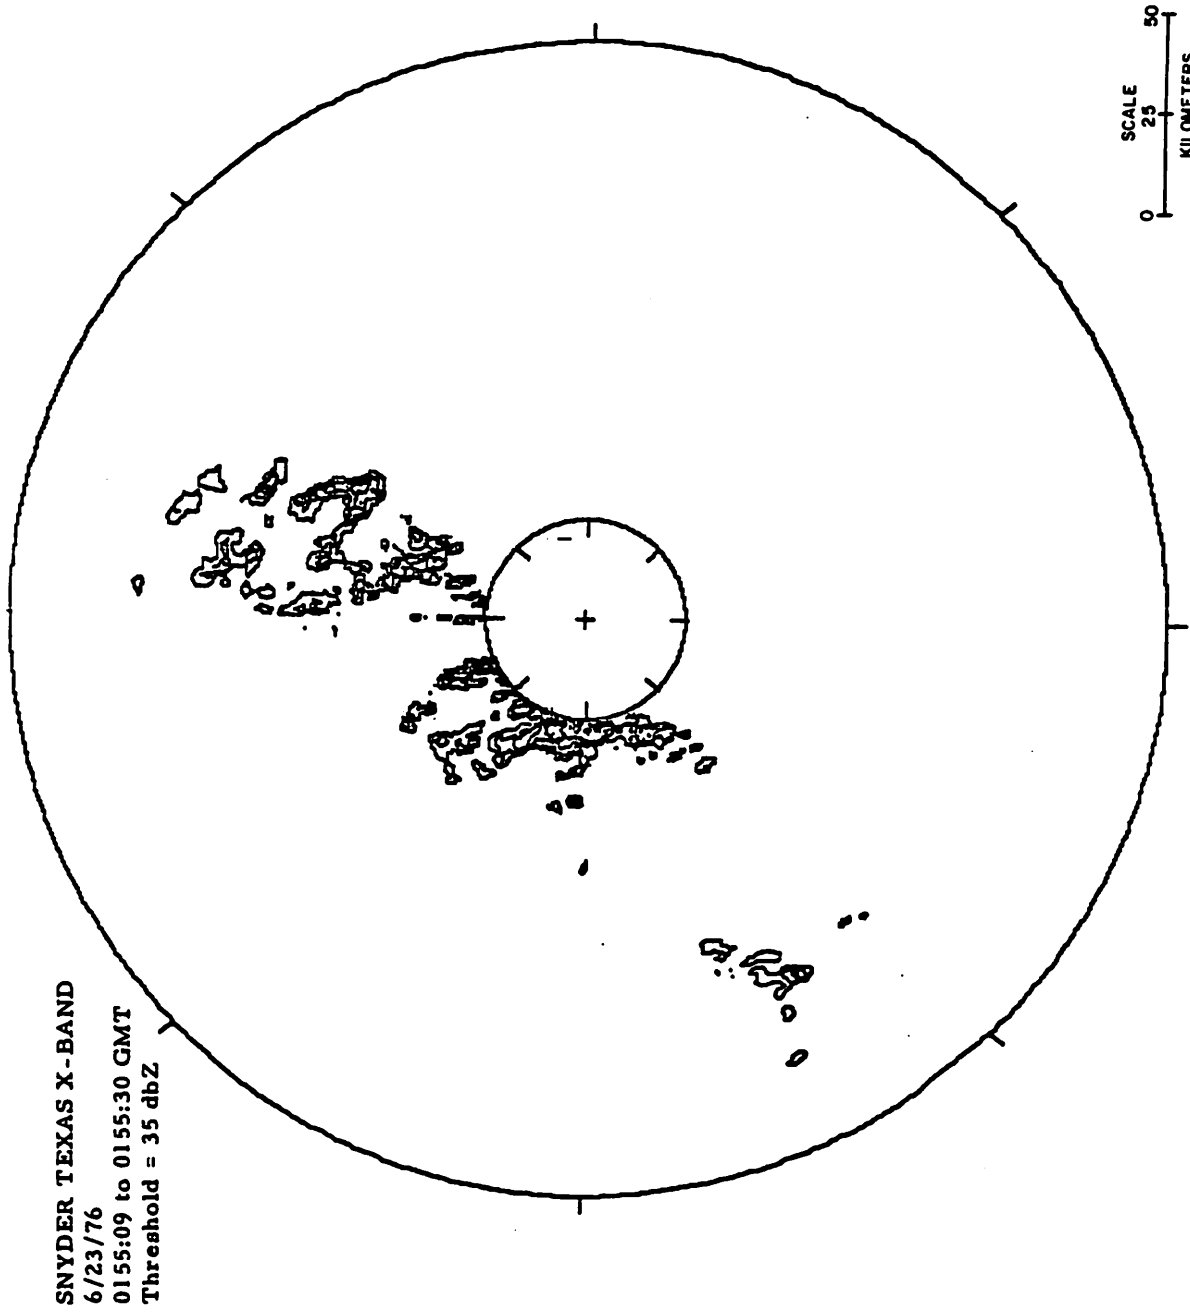 SNYDER TEXAS X-BAND
6/23/76
0155:09 to 0155:30 GMT
Threshold = 35 dbZ
SCALE
0 25 50
KILOMETERS